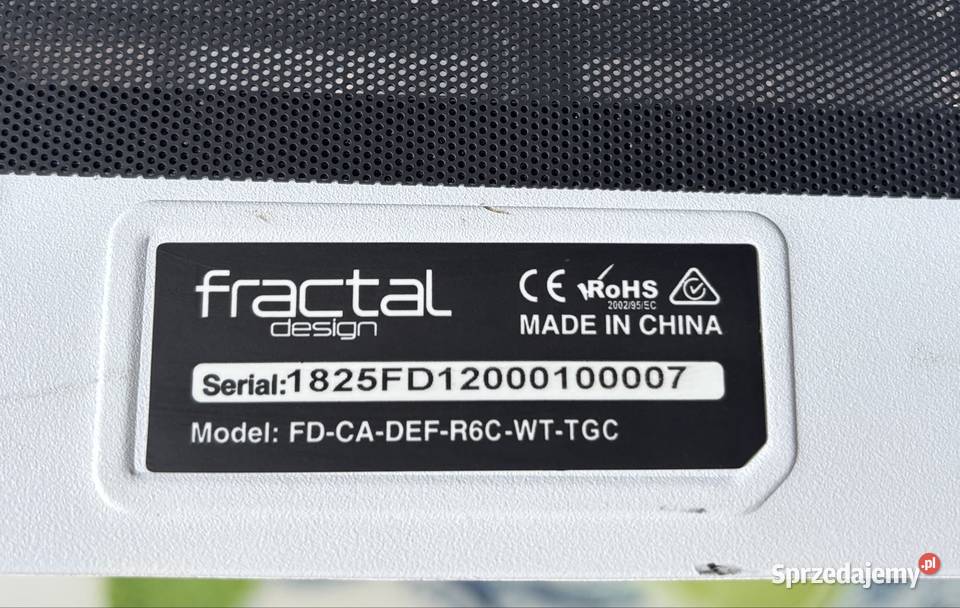 fractal
design
CE RoHS
2002/95/EC
MADE IN CHINA
Serial:1825FD12000100007
Model: FD-CA-DEF-R6C-WT-TGC
Sprzedajemy.pl